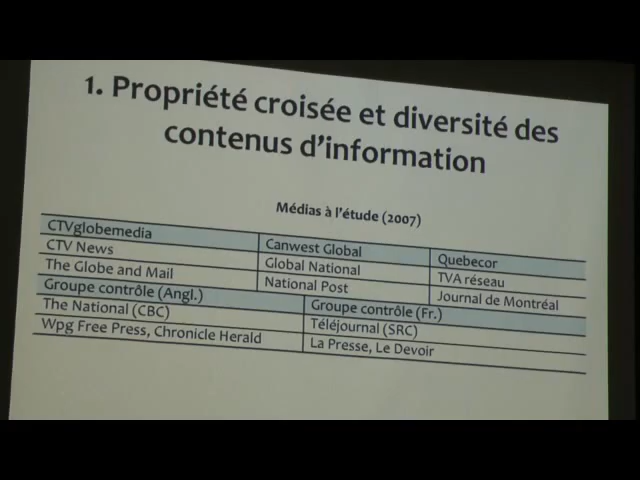 1. Propriété croisée et diversité des
contenus d'information
Médias à l'étude (2007)
CTVglobemedia Canwest Global Quebecor
CTV News Global National TVA réseau
The Globe and Mail National Post Journal de Montréal
Groupe contrôle (Angl.) Groupe contrôle (Fr.)
The National (CBC) Téléjournal (SRC)
Wpg Free Press, Chronicle Herald La Presse, Le Devoir